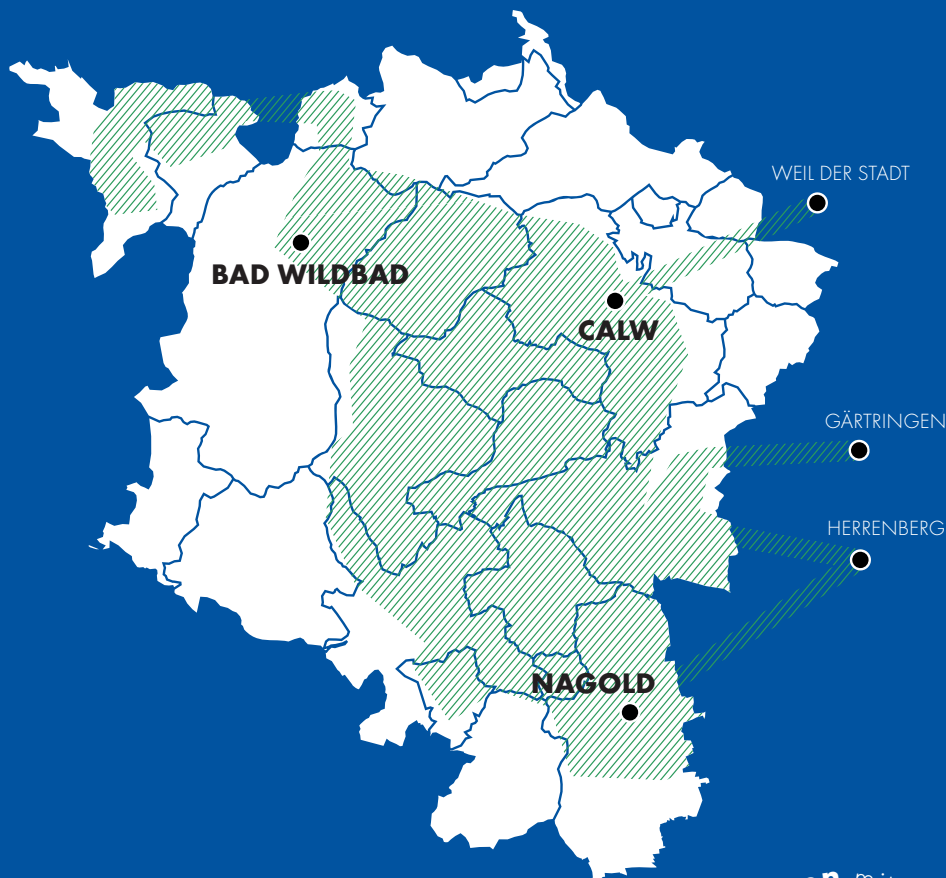 WEIL DER STADT
BAD WILDBAD
CALW
GÄRTRINGEN
HERRENBERG
NAGOLD